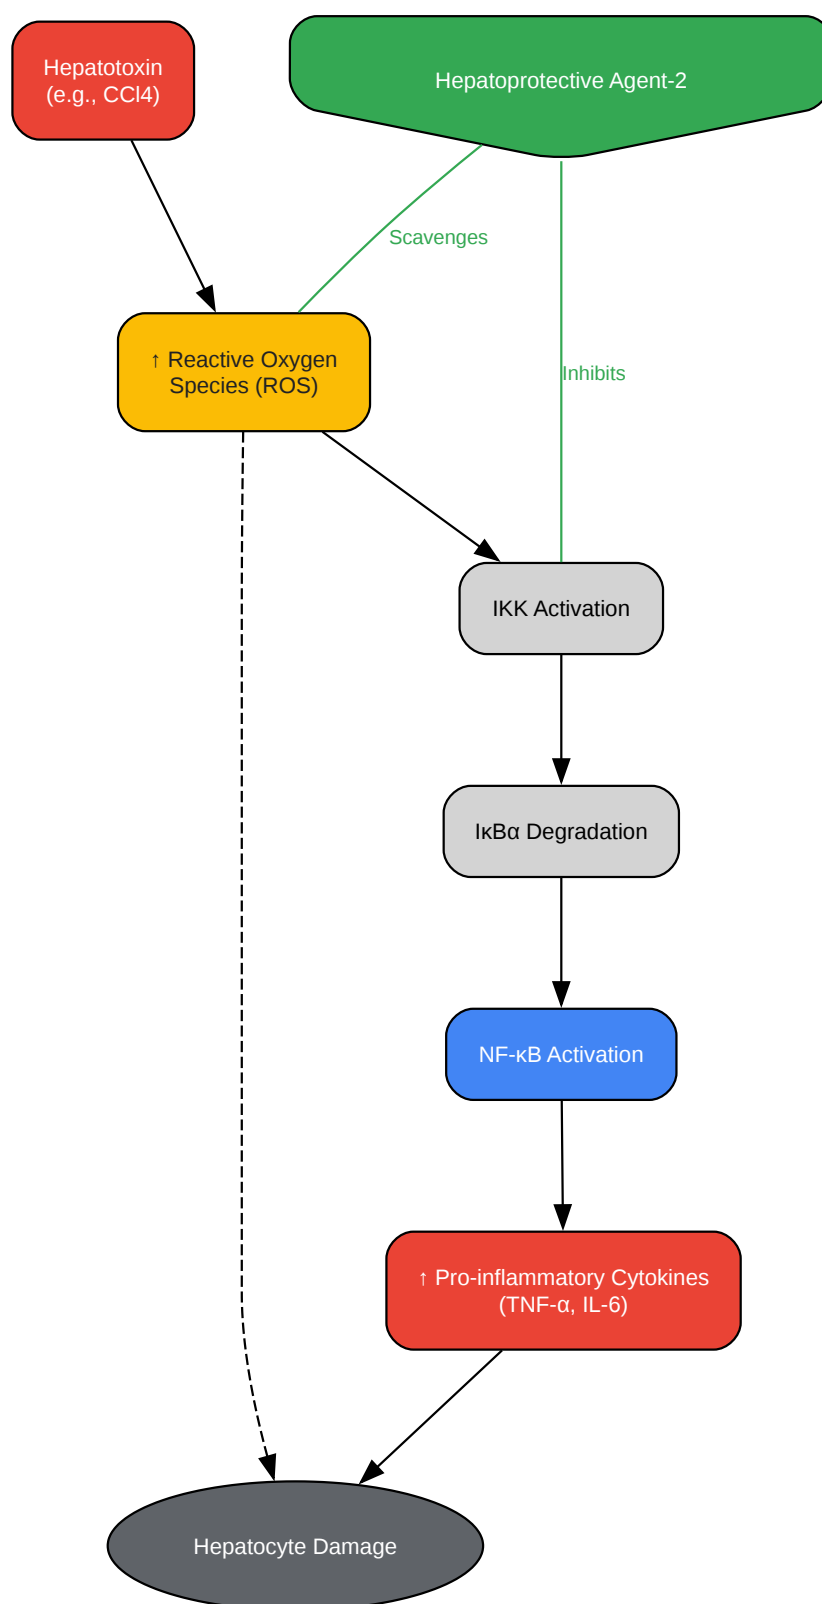 Hepatotoxin
(e.g., CCl4)
Hepatoprotective Agent-2
Scavenges
↑ Reactive Oxygen
Species (ROS)
Inhibits
IKK Activation
IκBα Degradation
NF-κB Activation
↑ Pro-inflammatory Cytokines
(TNF-α, IL-6)
Hepatocyte Damage